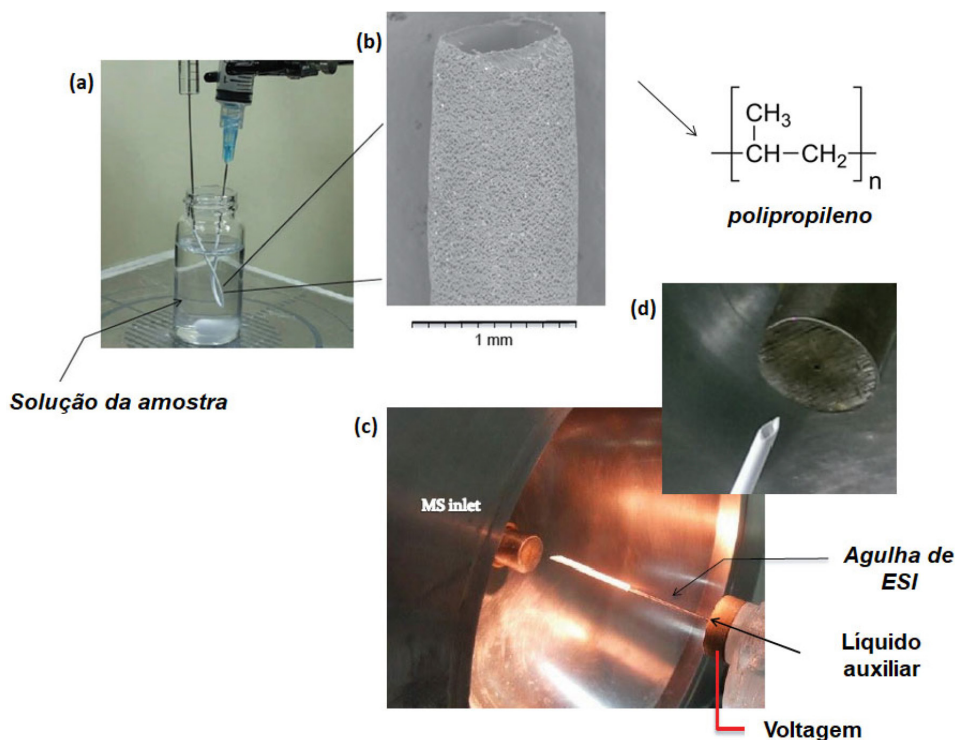 (a)
(b)
CH3
CH
CH2
n
polipropileno
1 mm
(d)
Solução da amostra
(c)
MS inlet
Agulha de
ESI
Líquido
auxiliar
Voltagem